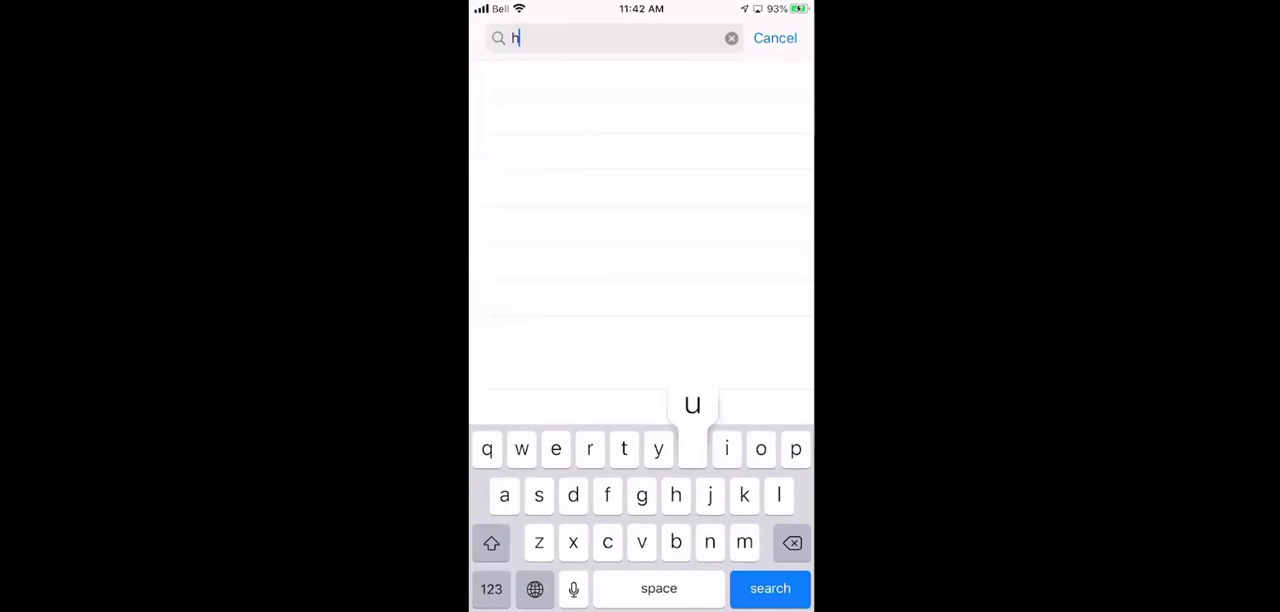 Bell 11:42 AM 93%
h Cancel
u
q w e r t y i o p
a s d f g h j k l
z x c v b n m
123 space search